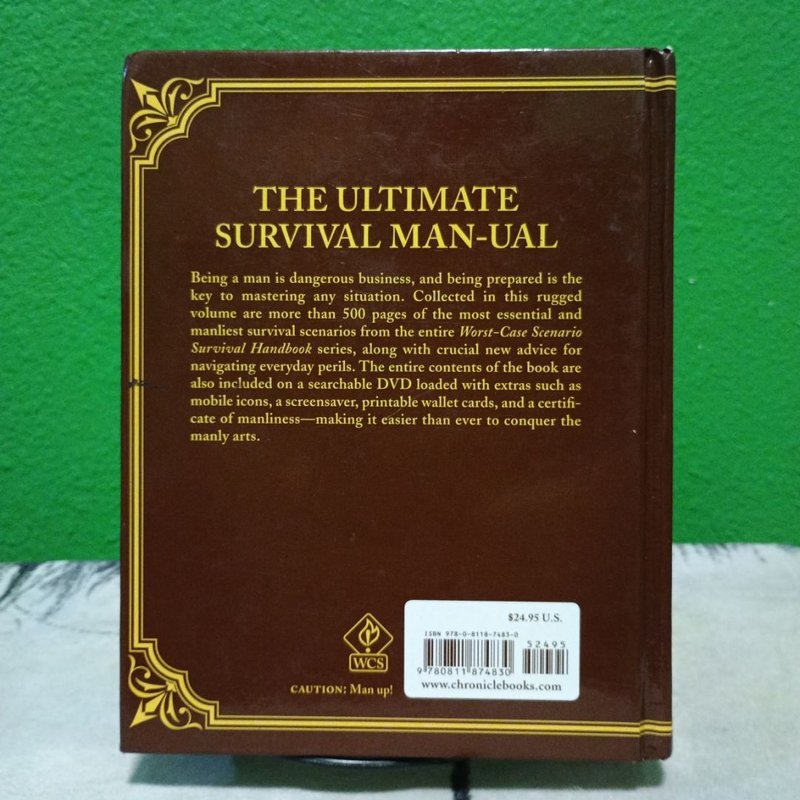 THE ULTIMATE
SURVIVAL MAN-UAL
Being a man is dangerous business, and being prepared is the
key to mastering any situation. Collected in this rugged
volume are more than 500 pages of the most essential and
manliest survival scenarios from the entire Worst-Case Scenario
Survival Handbook series, along with crucial new advice for
navigating everyday perils. The entire contents of the book are
also included on a searchable DVD loaded with extras such as
mobile icons, a screensaver, printable wallet cards, and a certifi-
cate of manliness—making it easier than ever to conquer the
manly arts.
WCS
CAUTION: Man up!
$24.95 U.S.
ISBN 978-0-8118-7483-0
52495
9 780811 874830
www.chroniclebooks.com